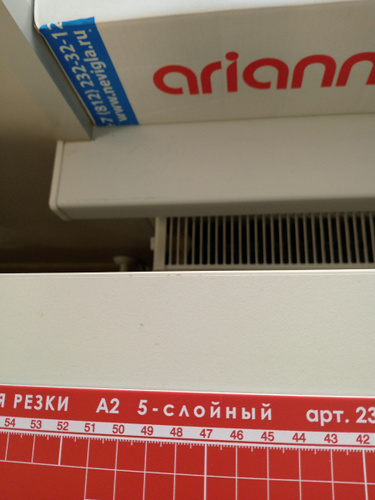 ariann
www.nevigla.ru
7 (812) 232-32-12
Я РЕЗКИ А2 5-слойный арт. 23
54 53 52 51 50 49 48 47 46 45 44 43 42